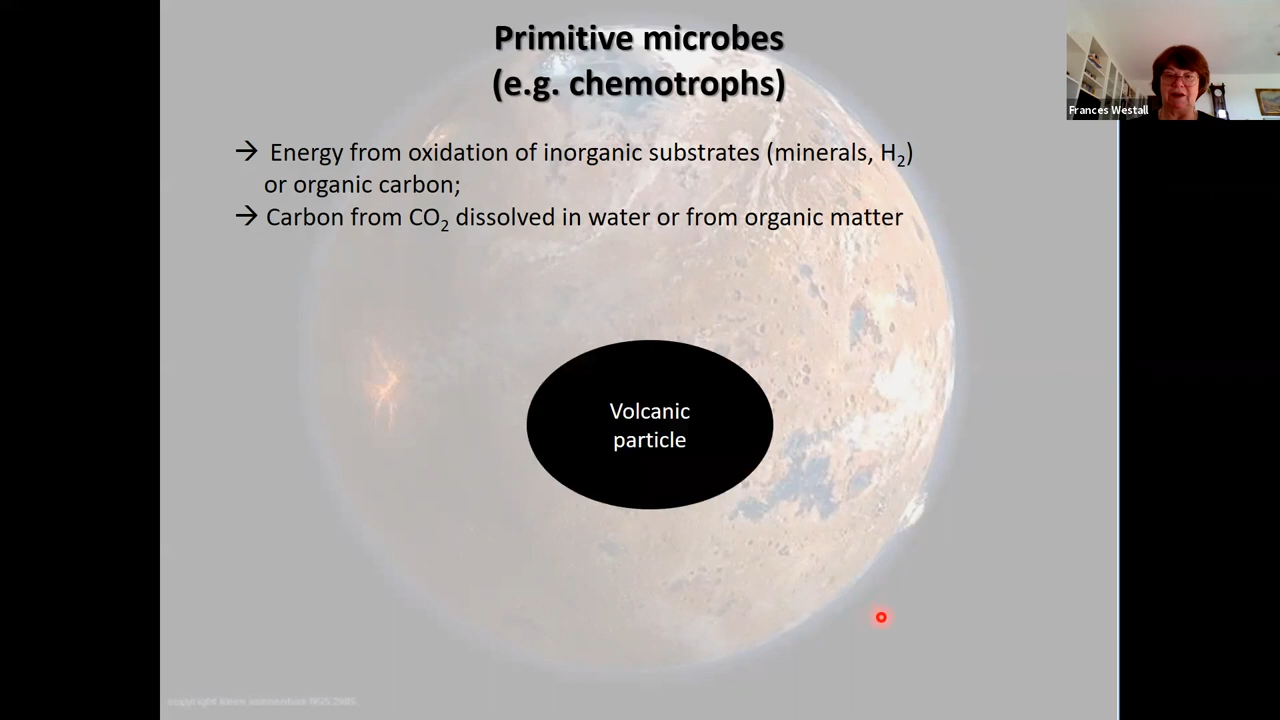 Primitive microbes
(e.g. chemotrophs)
Frances Westall
→ Energy from oxidation of inorganic substrates (minerals, H₂)
or organic carbon;
→ Carbon from CO₂ dissolved in water or from organic matter
Volcanic
particle
copyright